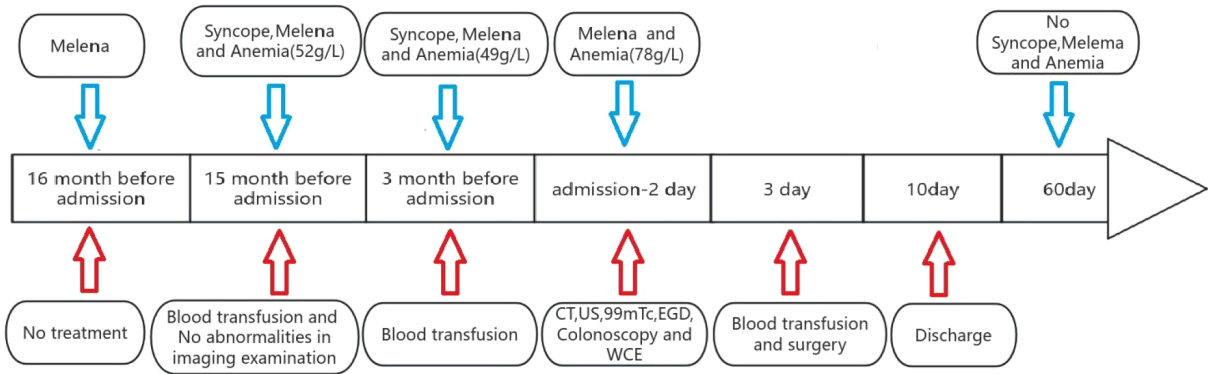 Melena
Syncope,Melena
and Anemia(52g/L)
Syncope, Melena
and Anemia(49g/L)
Melena and
Anemia(78g/L)
No
Syncope,Melema
and Anemia
16 month before
admission
15 month before
admission
3 month before
admission
admission-2 day
3 day
10day
60day
No treatment
Blood transfusion and
No abnormalities in
imaging examination
Blood transfusion
CT,US,99mTc,EGD,
Colonoscopy and
WCE
Blood transfusion
and surgery
Discharge